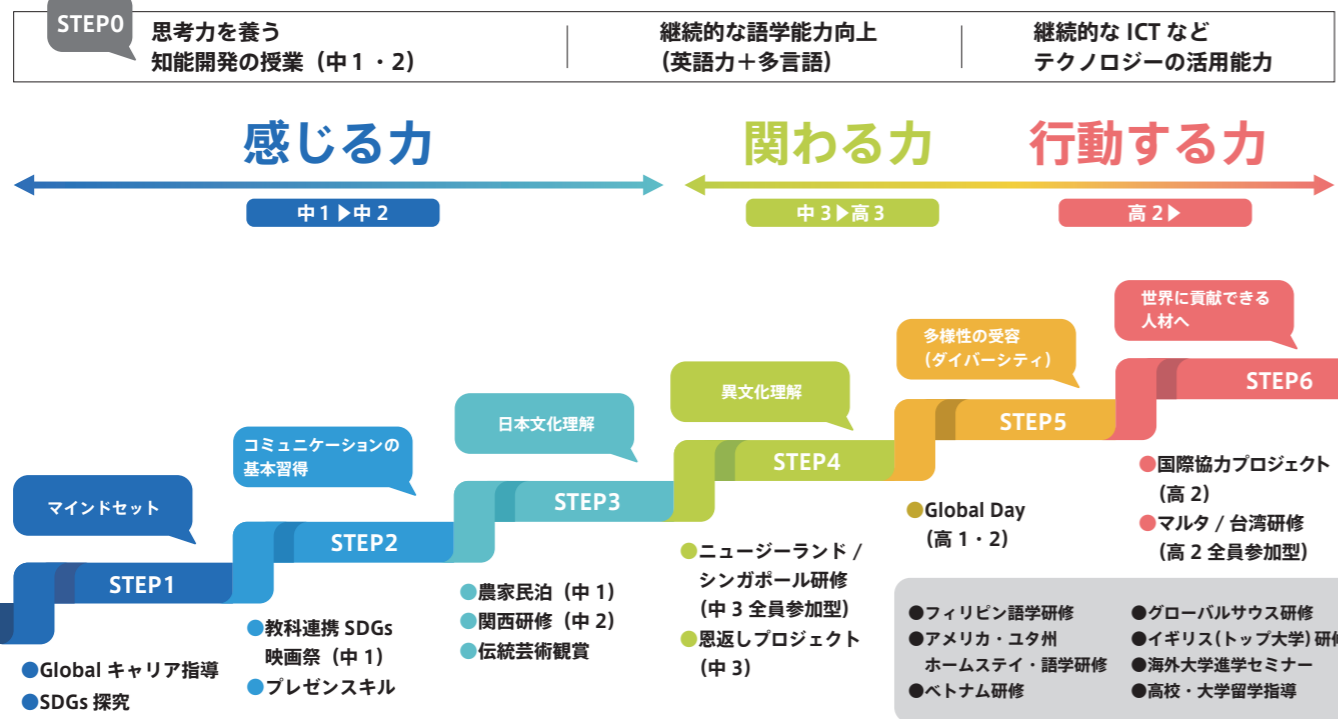 STEP0
思考力を養う
知能開発の授業（中1・2）
継続的な語学能力向上
（英語力＋多言語）
継続的な ICT など
テクノロジーの活用能力
感じる力
関わる力
行動する力
中1▶中2
中3▶高3
高2▶
マインドセット
STEP1
●Global キャリア指導
●SDGs 探究
コミュニケーションの
基本習得
STEP2
●教科連携 SDGs
映画祭（中1）
●プレゼンスキル
日本文化理解
STEP3
●農家民泊（中1）
●関西研修（中2）
●伝統芸術観賞
異文化理解
STEP4
●ニュージーランド /
シンガポール研修
（中3全員参加型）
●恩返しプロジェクト
（中3）
多様性の受容
（ダイバーシティ）
STEP5
●Global Day
（高1・2）
世界に貢献できる
人材へ
STEP6
●国際協力プロジェクト
（高2）
●マルタ / 台湾研修
（高2全員参加型）
●フィリピン語学研修
●アメリカ・ユタ州
ホームステイ・語学研修
●ベトナム研修
●グローバルサウス研修
●イギリス（トップ大学）研修
●海外大学進学セミナー
●高校・大学留学指導